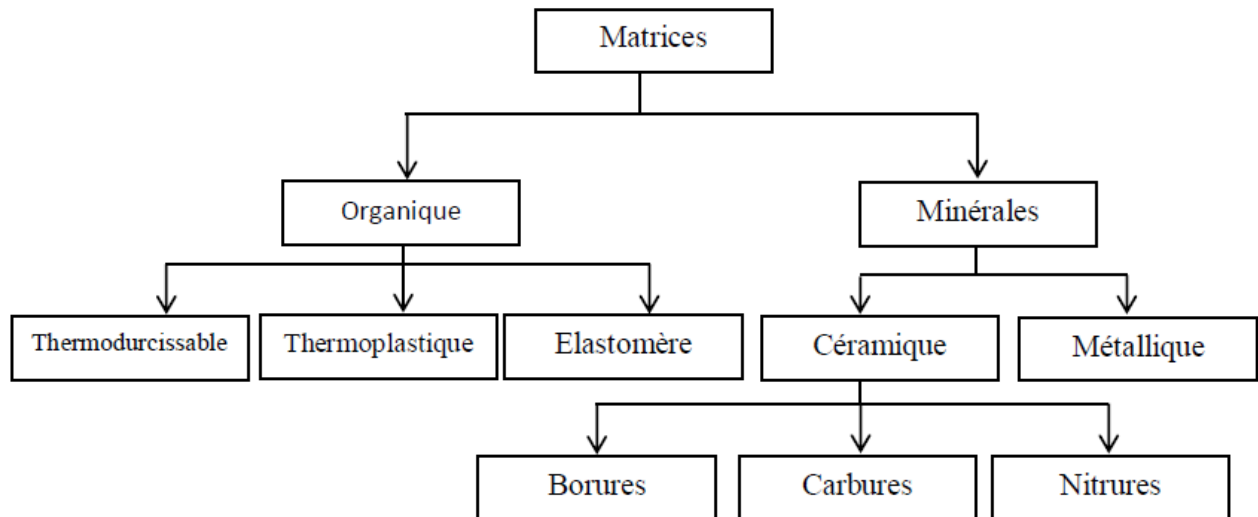 Matrices
Organique
Minérales
Thermodurcissable
Thermoplastique
Elastomère
Céramique
Métallique
Borures
Carbures
Nitrures